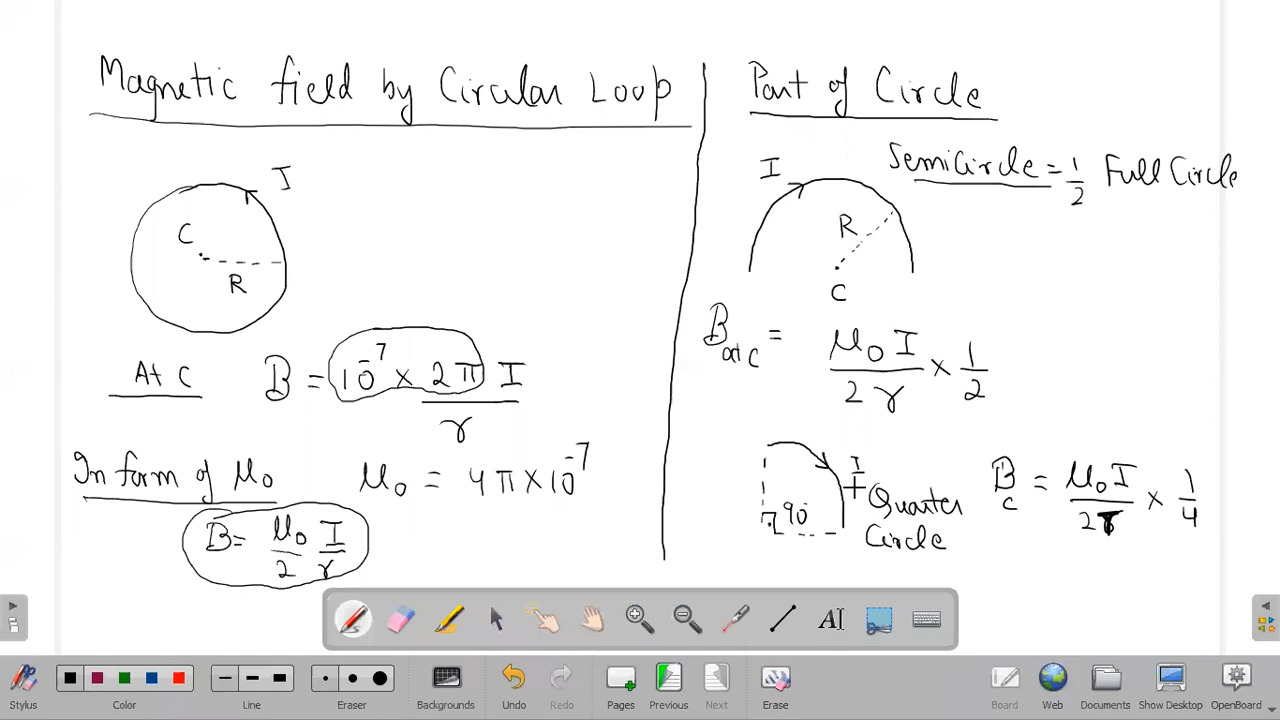 Magnetic field by Circular Loop
I
C
R
At C B = 10⁻⁷ × 2π I / r
In form of μ₀ μ₀ = 4π × 10⁻⁷
B = μ₀/2 I/r
Part of Circle
Semicircle = 1/2 Full Circle
I
R
C
B at C = μ₀ I / 2 r × 1/2
I
90
Quarter
Circle
B c = μ₀ I / 2r × 1/4
Stylus Color Line Eraser Backgrounds Undo Redo Pages Previous Next Erase Board Web Documents Show Desktop OpenBoard